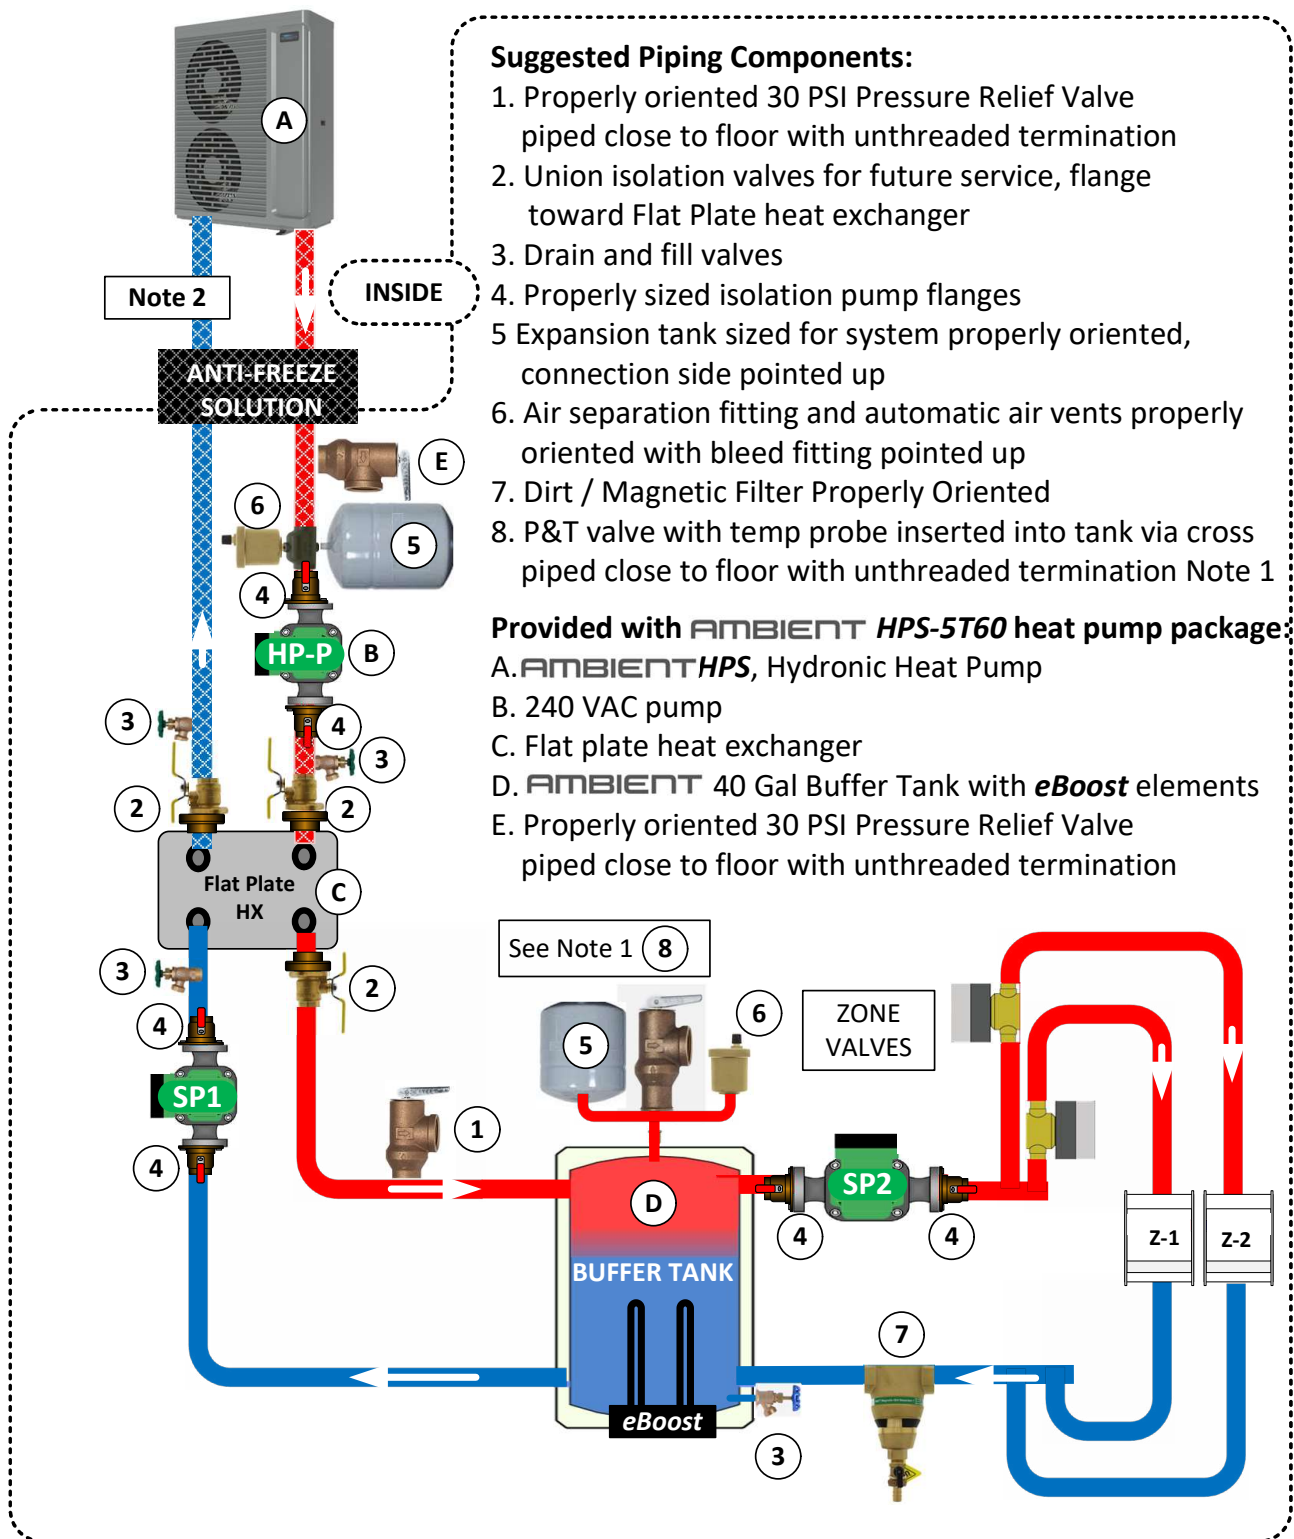 A
Suggested Piping Components:
1. Properly oriented 30 PSI Pressure Relief Valve
piped close to floor with unthreaded termination
2. Union isolation valves for future service, flange
toward Flat Plate heat exchanger
3. Drain and fill valves
4. Properly sized isolation pump flanges
5 Expansion tank sized for system properly oriented,
connection side pointed up
6. Air separation fitting and automatic air vents properly
oriented with bleed fitting pointed up
7. Dirt / Magnetic Filter Properly Oriented
8. P&T valve with temp probe inserted into tank via cross
piped close to floor with unthreaded termination Note 1
Provided with AMBIENT HPS-5T60 heat pump package:
A. AMBIENT HPS, Hydronic Heat Pump
B. 240 VAC pump
C. Flat plate heat exchanger
D. AMBIENT 40 Gal Buffer Tank with eBoost elements
E. Properly oriented 30 PSI Pressure Relief Valve
piped close to floor with unthreaded termination
Note 2
INSIDE
ANTI-FREEZE
SOLUTION
E
6
5
4
HP-P
B
3
4
3
2
2
Flat Plate
HX
C
3
2
4
SP1
4
1
See Note 1 8
5
6
ZONE
VALVES
D
SP2
4
4
Z-1
Z-2
BUFFER TANK
7
eBoost
3